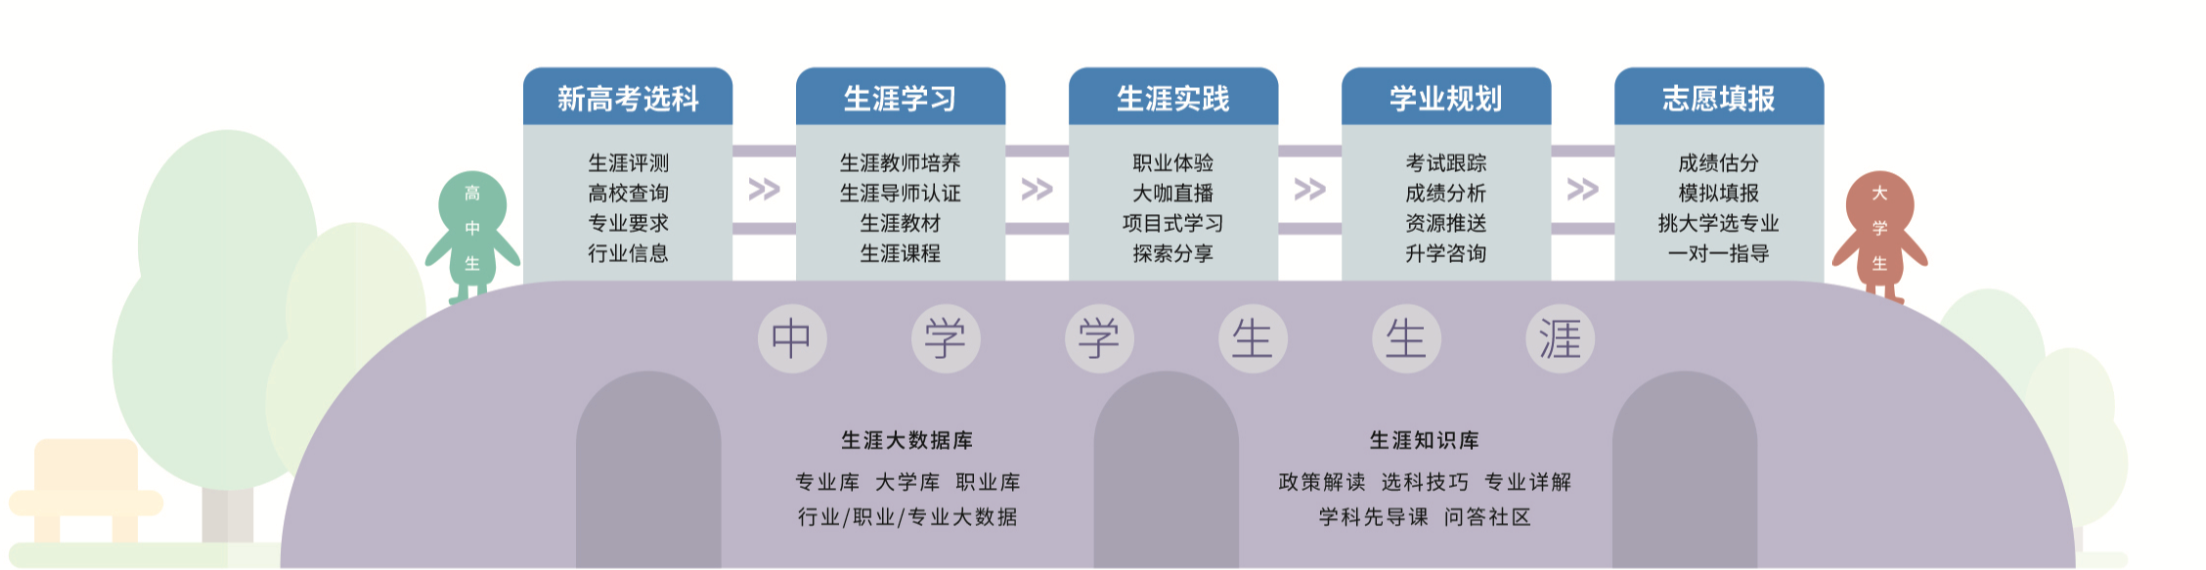 新高考选科
生涯评测
高校查询
专业要求
行业信息
生涯学习
生涯教师培养
生涯导师认证
生涯教材
生涯课程
生涯实践
职业体验
大咖直播
项目式学习
探索分享
学业规划
考试跟踪
成绩分析
资源推送
升学咨询
志愿填报
成绩估分
模拟填报
挑大学选专业
一对一指导
高中生
大学生
中学学生生涯
生涯大数据库
专业库 大学库 职业库
行业/职业/专业大数据
生涯知识库
政策解读 选科技巧 专业详解
学科先导课 问答社区